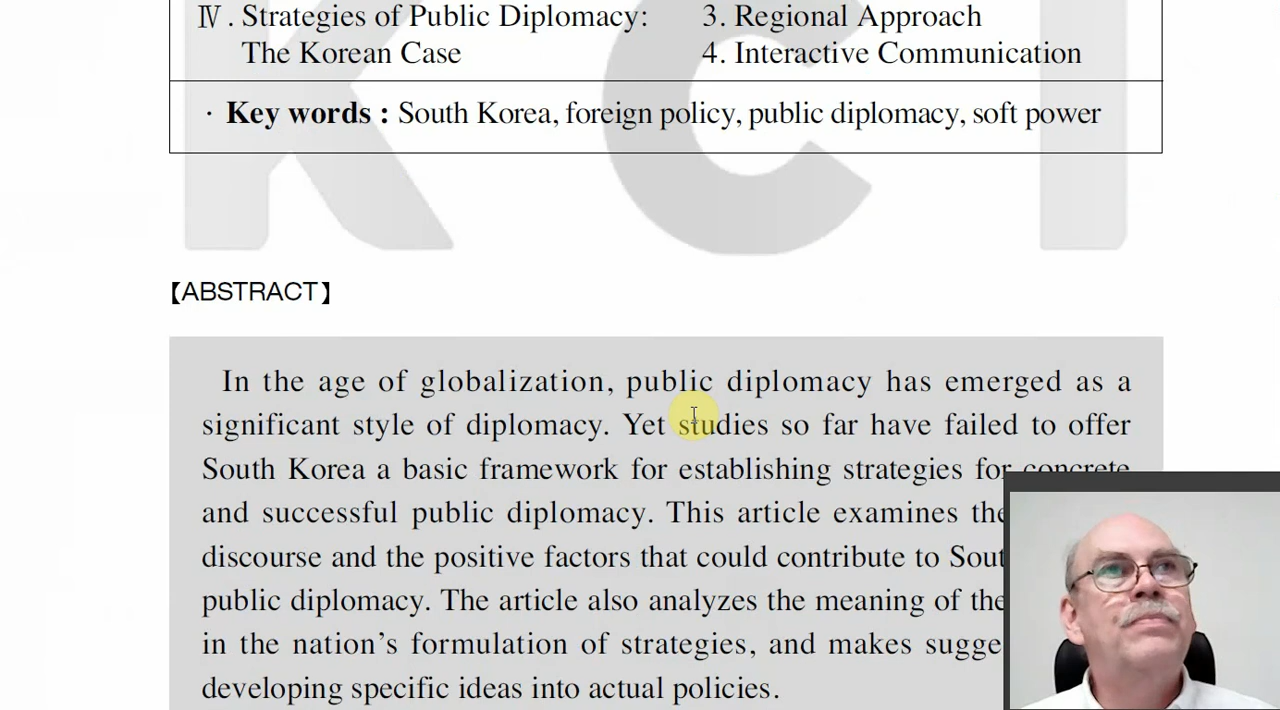 Ⅳ. Strategies of Public Diplomacy:
The Korean Case
3. Regional Approach
4. Interactive Communication
· Key words : South Korea, foreign policy, public diplomacy, soft power
KCI
【ABSTRACT】
In the age of globalization, public diplomacy has emerged as a
significant style of diplomacy. Yet studies so far have failed to offer
South Korea a basic framework for establishing strategies for concrete
and successful public diplomacy. This article examines the
discourse and the positive factors that could contribute to Sout
public diplomacy. The article also analyzes the meaning of the
in the nation's formulation of strategies, and makes sugge
developing specific ideas into actual policies.